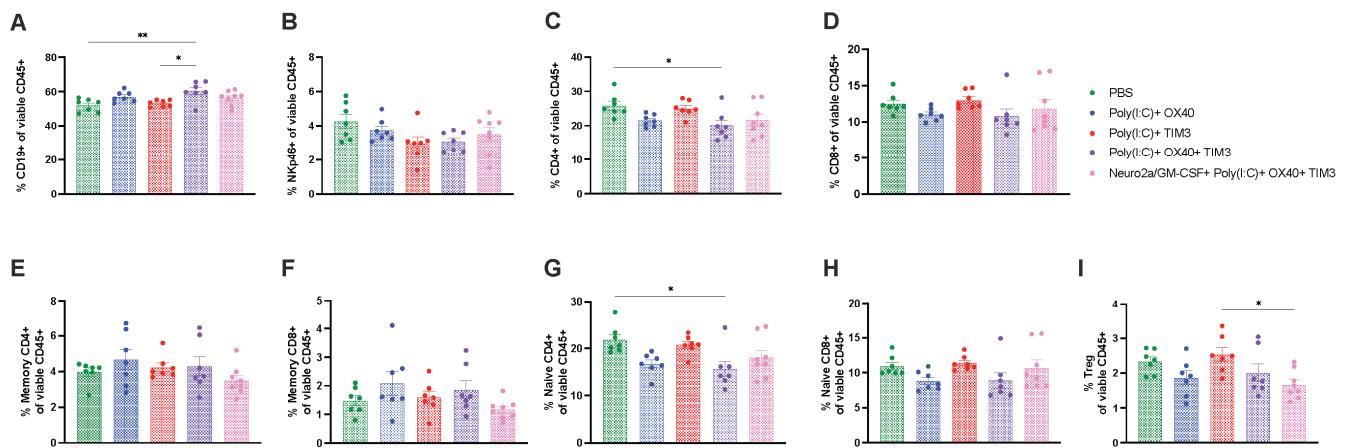 A
B
C
D
**
*
80
60
40
20
0
% CD19+ of viable CD45+
8
6
4
2
0
% NKp46+ of viable CD45+
*
40
30
20
10
0
% CD4+ of viable CD45+
20
15
10
5
0
% CD8+ of viable CD45+
PBS
Poly(I:C)+ OX40
Poly(I:C)+ TIM3
Poly(I:C)+ OX40+ TIM3
Neuro2a/GM-CSF+ Poly(I:C)+ OX40+ TIM3
E
F
G
H
I
8
6
4
2
0
% Memory CD4+
of viable CD45+
5
4
3
2
1
0
% Memory CD8+
of viable CD45+
*
30
20
10
0
% Naive CD4+
of viable CD45+
20
15
10
5
0
% Naive CD8+
of viable CD45+
*
4
3
2
1
0
% Treg
of viable CD45+